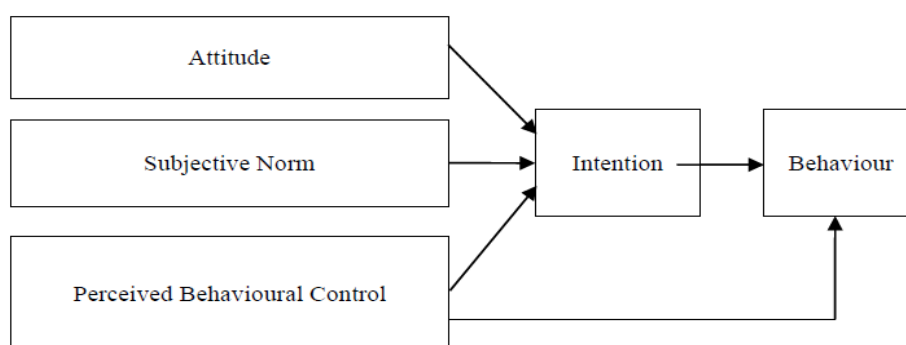 Attitude
Subjective Norm
Intention
Behaviour
Perceived Behavioural Control